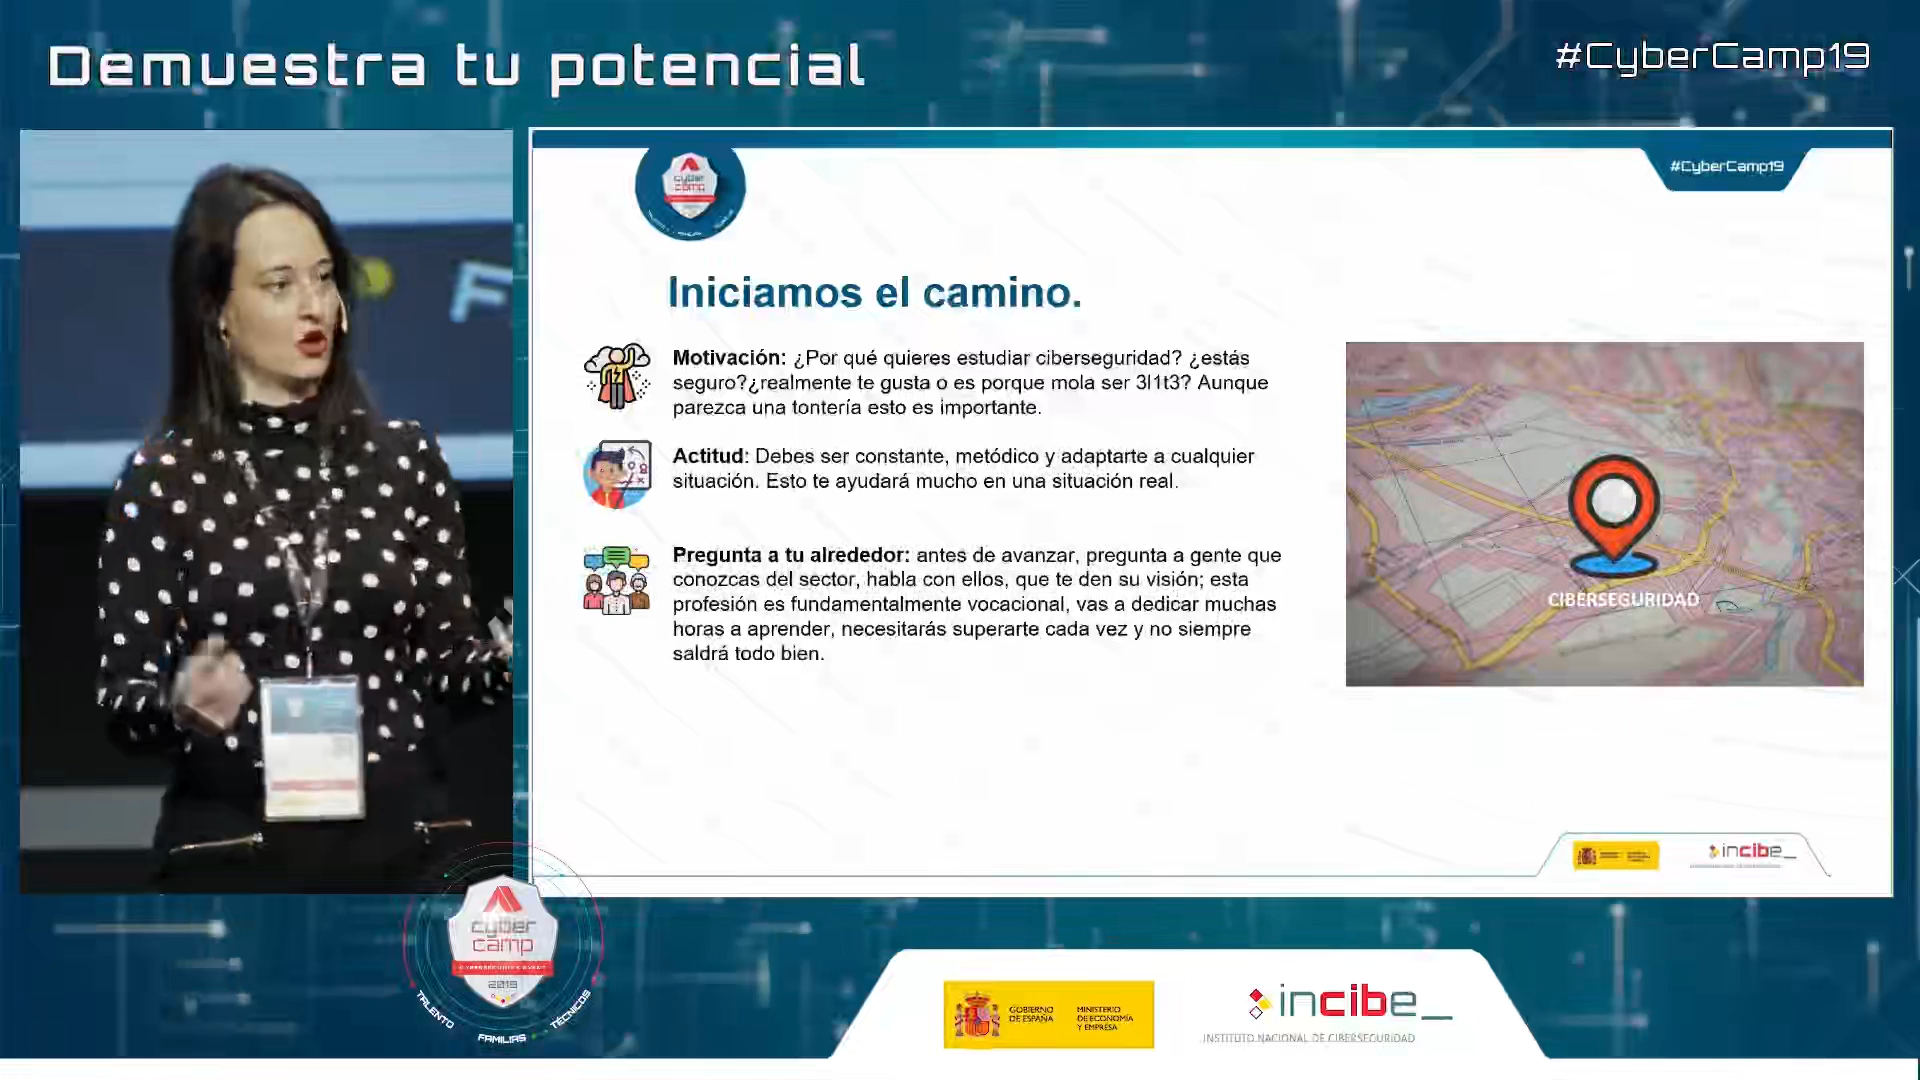 Demuestra tu potencial
#CyberCamp19
F
cyber
camp
#CyberCamp19
Iniciamos el camino.
Motivación: ¿Por qué quieres estudiar ciberseguridad? ¿estás
seguro?¿realmente te gusta o es porque mola ser 3l1t3? Aunque
parezca una tontería esto es importante.
Actitud: Debes ser constante, metódico y adaptarte a cualquier
situación. Esto te ayudará mucho en una situación real.
Pregunta a tu alrededor: antes de avanzar, pregunta a gente que
conozcas del sector, habla con ellos, que te den su visión; esta
profesión es fundamentalmente vocacional, vas a dedicar muchas
horas a aprender, necesitarás superarte cada vez y no siempre
saldrá todo bien.
CIBERSEGURIDAD
incibe_
cyber
camp
CYBERSECURITY EVENT
2019
TALENTO
FAMILIAS
TÉCNICOS
GOBIERNO
DE ESPAÑA
MINISTERIO
DE ECONOMÍA
Y EMPRESA
incibe_
INSTITUTO NACIONAL DE CIBERSEGURIDAD